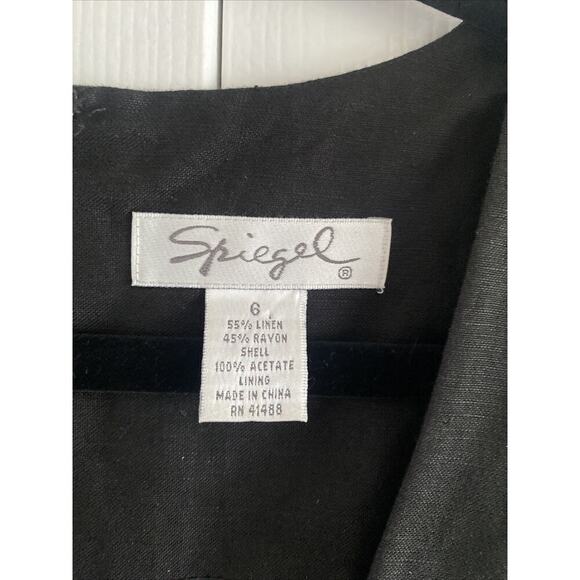 Spiegel ®
6
55% LINEN
45% RAYON
SHELL
100% ACETATE
LINING
MADE IN CHINA
RN 41488